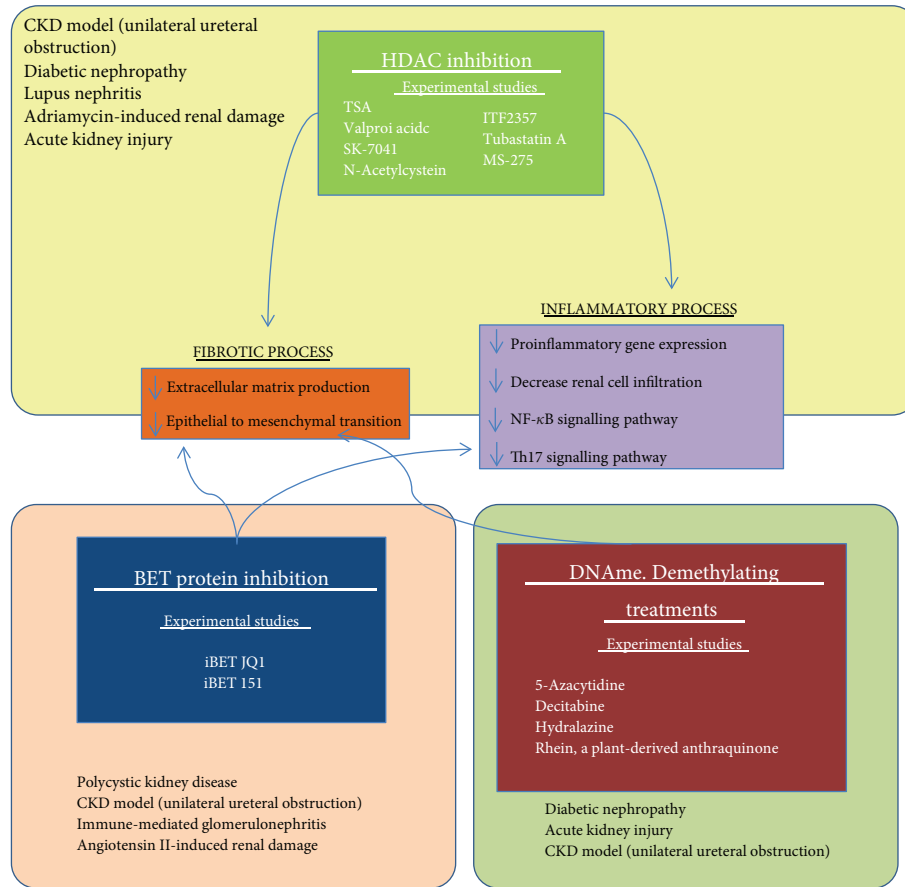 CKD model (unilateral ureteral
obstruction)
Diabetic nephropathy
Lupus nephritis
Adriamycin-induced renal damage
Acute kidney injury
HDAC inhibition
Experimental studies
TSA
Valproi acidc
SK-7041
N-Acetylcystein
ITF2357
Tubastatin A
MS-275
FIBROTIC PROCESS
Extracellular matrix production
Epithelial to mesenchymal transition
INFLAMMATORY PROCESS
Proinflammatory gene expression
Decrease renal cell infiltration
NF-κB signalling pathway
Th17 signalling pathway
BET protein inhibition
Experimental studies
iBET JQ1
iBET 151
Polycystic kidney disease
CKD model (unilateral ureteral obstruction)
Immune-mediated glomerulonephritis
Angiotensin II-induced renal damage
DNAme. Demethylating
treatments
Experimental studies
5-Azacytidine
Decitabine
Hydralazine
Rhein, a plant-derived anthraquinone
Diabetic nephropathy
Acute kidney injury
CKD model (unilateral ureteral obstruction)